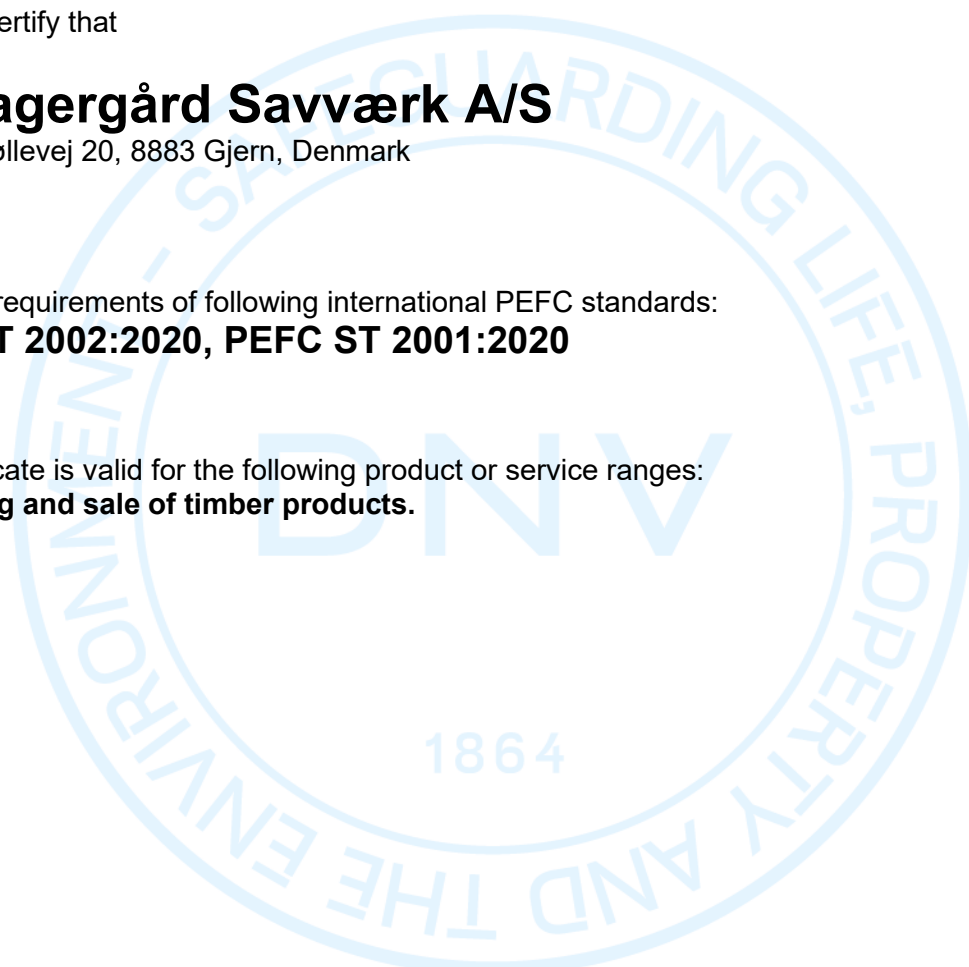 ertify that
agergård Savværk A/S
øllevej 20, 8883 Gjern, Denmark
requirements of following international PEFC standards:
T 2002:2020, PEFC ST 2001:2020
cate is valid for the following product or service ranges:
g and sale of timber products.
SAFEGUARDING LIFE, PROPERTY AND THE ENVIRONMENT –
DNV
1864